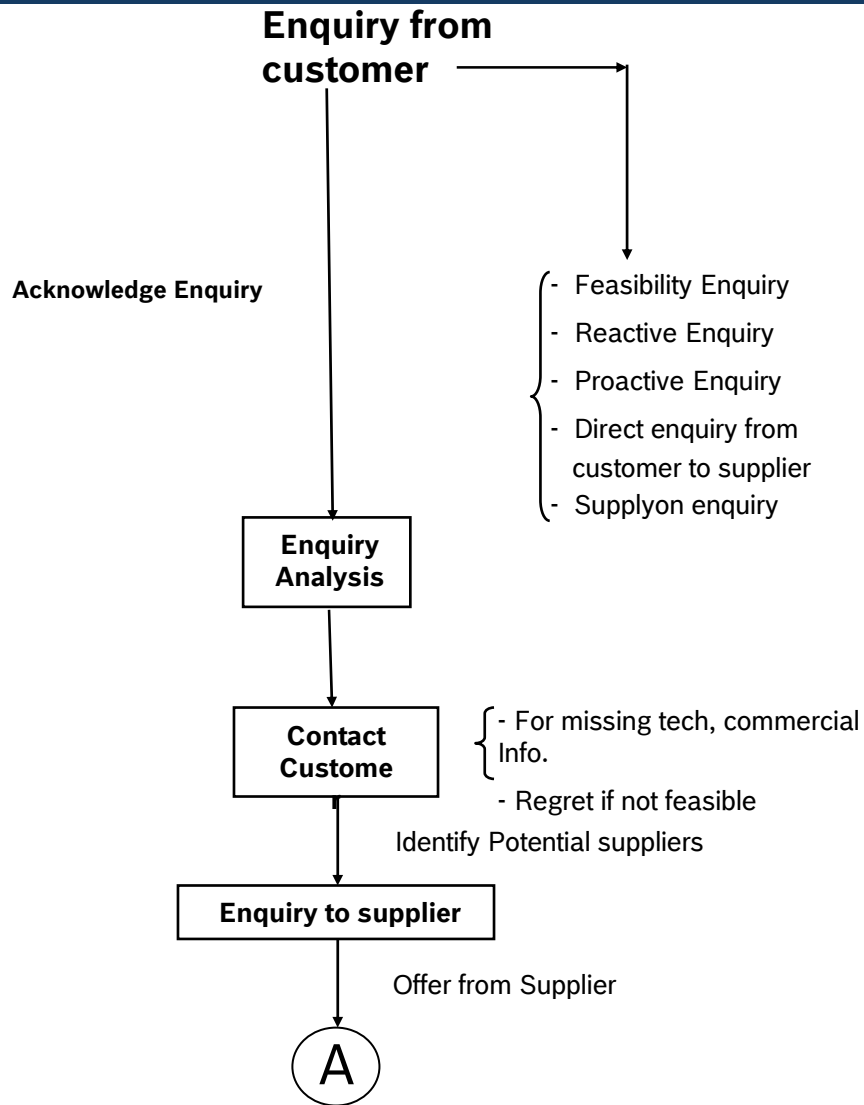 Enquiry from
customer
Acknowledge Enquiry
- Feasibility Enquiry
- Reactive Enquiry
- Proactive Enquiry
- Direct enquiry from
customer to supplier
- Supplyon enquiry
Enquiry
Analysis
Contact
Custome
r
- For missing tech, commercial
Info.
- Regret if not feasible
Identify Potential suppliers
Enquiry to supplier
Offer from Supplier
A